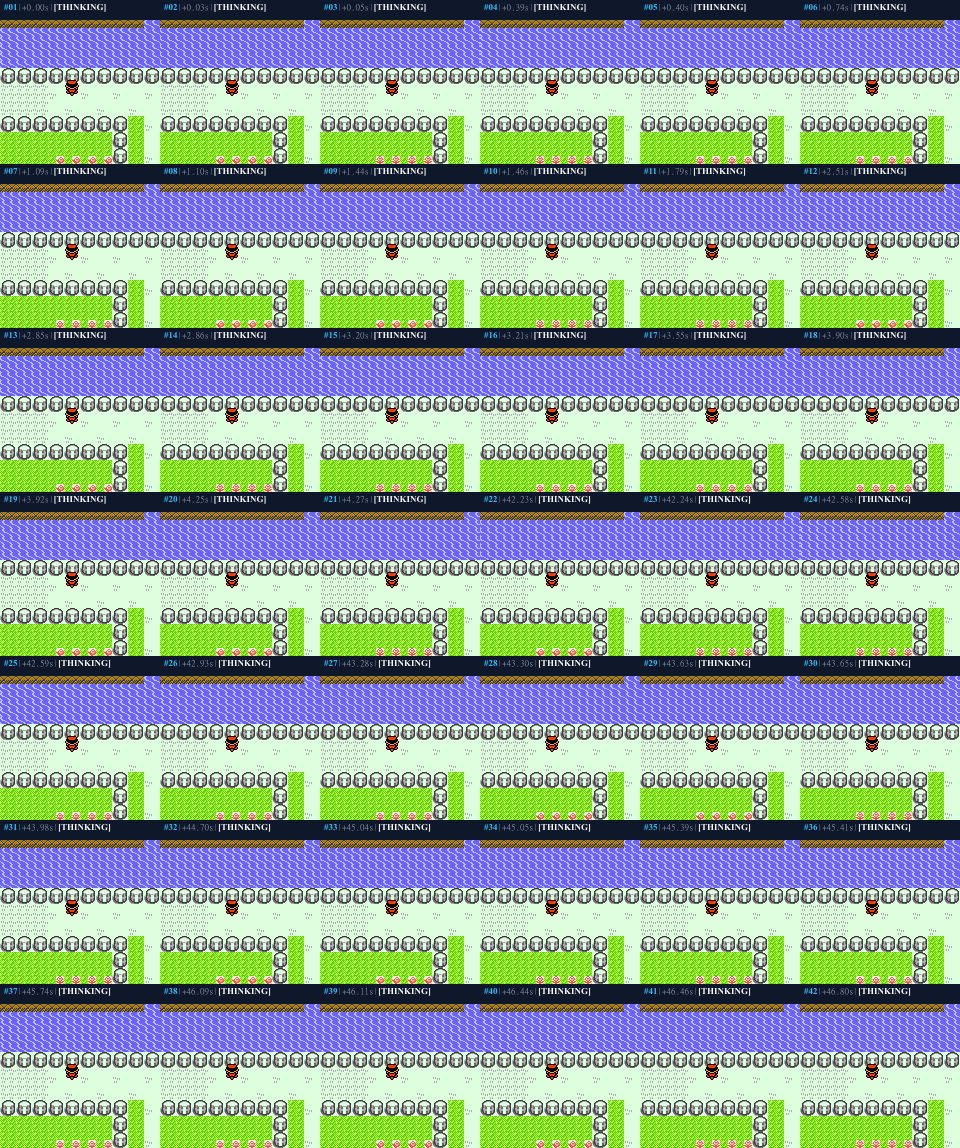 #01|+0.00s|[THINKING] #02|+0.03s|[THINKING] #03|+0.05s|[THINKING] #04|+0.39s|[THINKING] #05|+0.40s|[THINKING] #06|+0.74s|[THINKING]
#07|+1.09s|[THINKING] #08|+1.10s|[THINKING] #09|+1.44s|[THINKING] #10|+1.46s|[THINKING] #11|+1.79s|[THINKING] #12|+2.51s|[THINKING]
#13|+2.85s|[THINKING] #14|+2.86s|[THINKING] #15|+3.20s|[THINKING] #16|+3.21s|[THINKING] #17|+3.55s|[THINKING] #18|+3.90s|[THINKING]
#19|+3.92s|[THINKING] #20|+4.25s|[THINKING] #21|+4.27s|[THINKING] #22|+42.23s|[THINKING] #23|+42.24s|[THINKING] #24|+42.58s|[THINKING]
#25|+42.59s|[THINKING] #26|+42.93s|[THINKING] #27|+43.28s|[THINKING] #28|+43.30s|[THINKING] #29|+43.63s|[THINKING] #30|+43.65s|[THINKING]
#31|+43.98s|[THINKING] #32|+44.70s|[THINKING] #33|+45.04s|[THINKING] #34|+45.05s|[THINKING] #35|+45.39s|[THINKING] #36|+45.41s|[THINKING]
#37|+45.74s|[THINKING] #38|+46.09s|[THINKING] #39|+46.11s|[THINKING] #40|+46.44s|[THINKING] #41|+46.46s|[THINKING] #42|+46.80s|[THINKING]